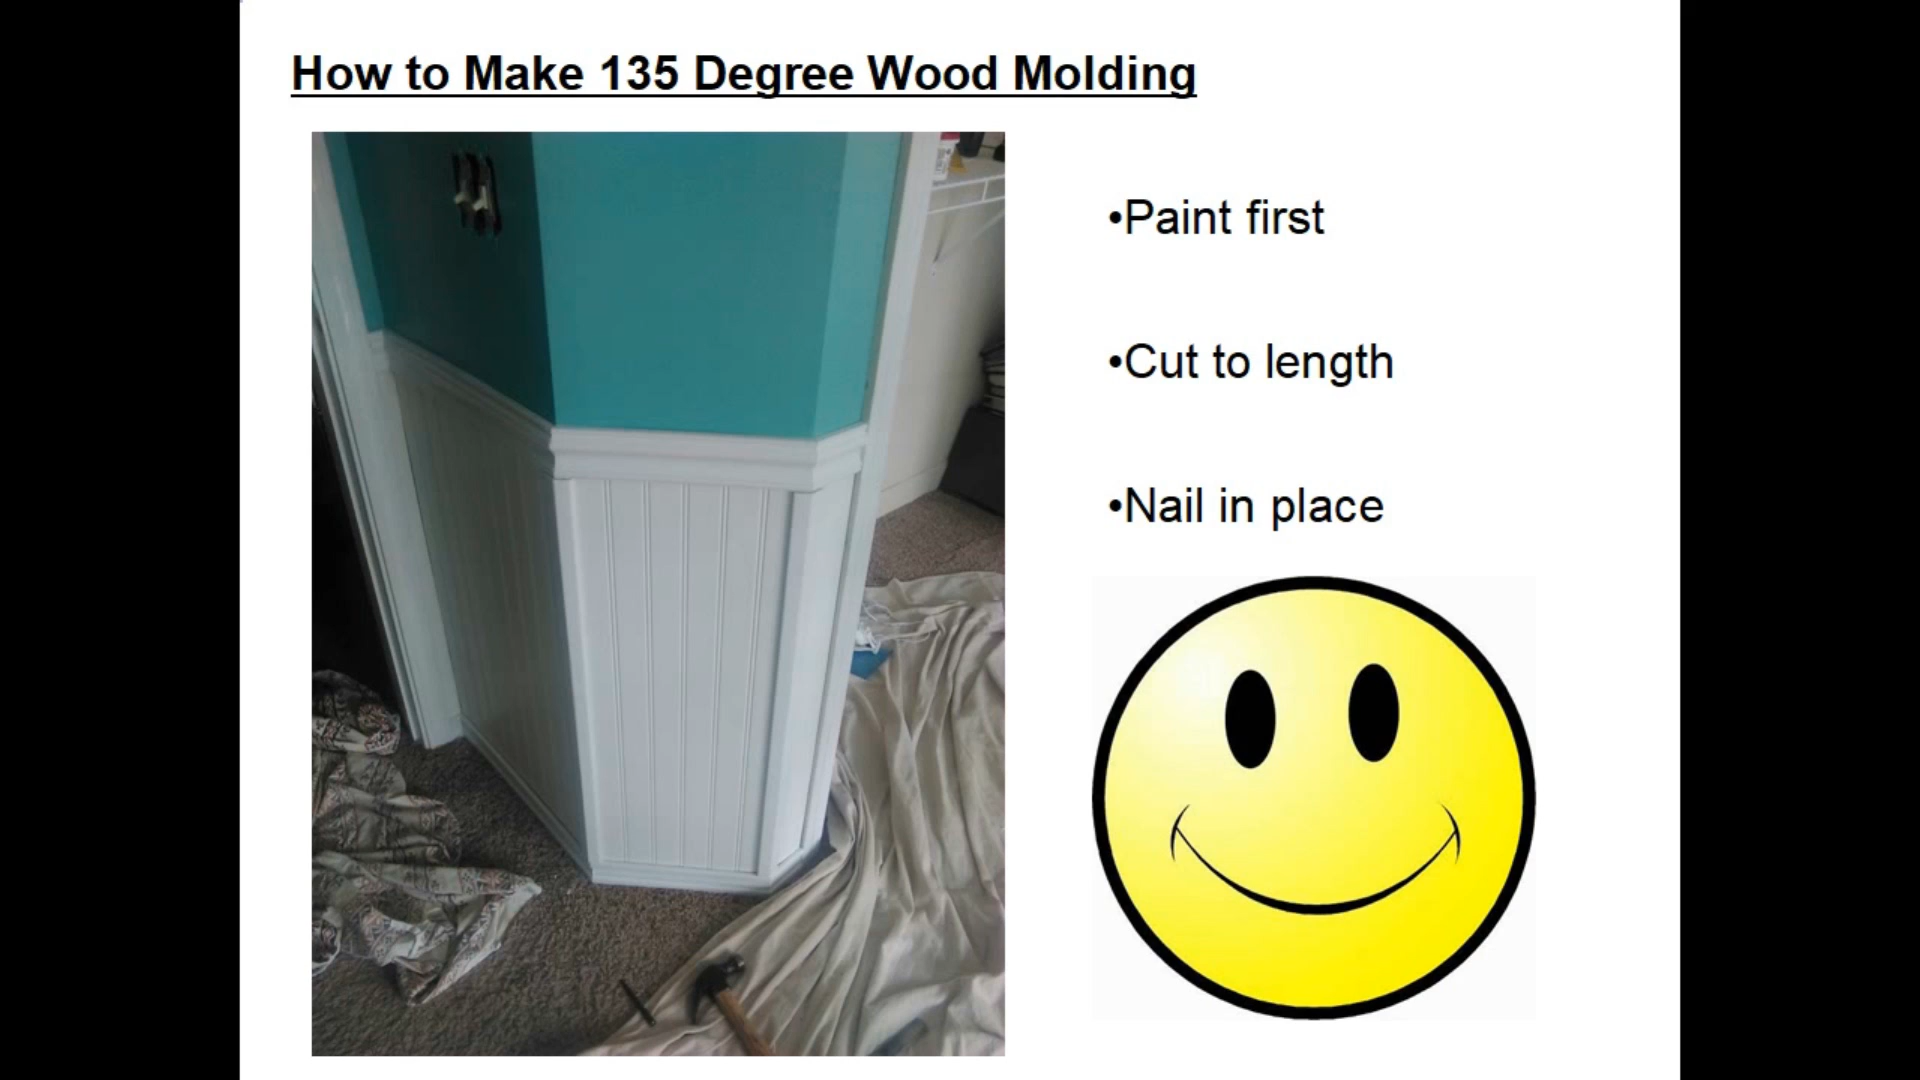 How to Make 135 Degree Wood Molding
•Paint first
•Cut to length
•Nail in place